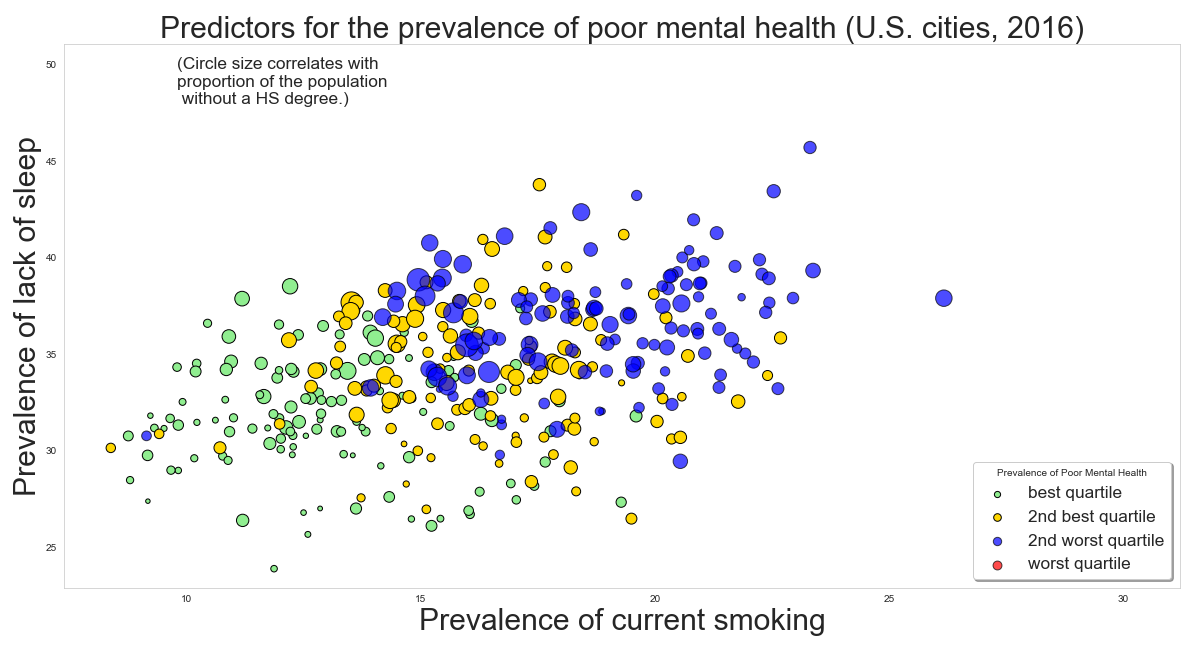 Predictors for the prevalence of poor mental health (U.S. cities, 2016)
(Circle size correlates with
proportion of the population
without a HS degree.)
50
45
40
35
30
25
Prevalence of lack of sleep
10
15
20
25
30
Prevalence of current smoking
Prevalence of Poor Mental Health
best quartile
2nd best quartile
2nd worst quartile
worst quartile